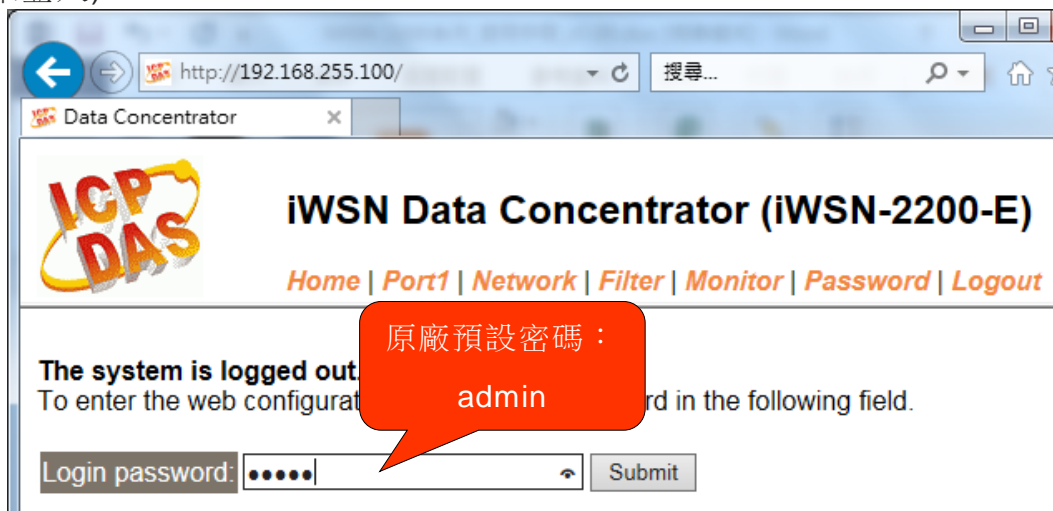 http://192.168.255.100/
搜尋...
Data Concentrator
ICP
DAS
iWSN Data Concentrator (iWSN-2200-E)
Home | Port1 | Network | Filter | Monitor | Password | Logout
原廠預設密碼：
admin
The system is logged out.
To enter the web configurat rd in the following field.
Login password: •••••
Submit